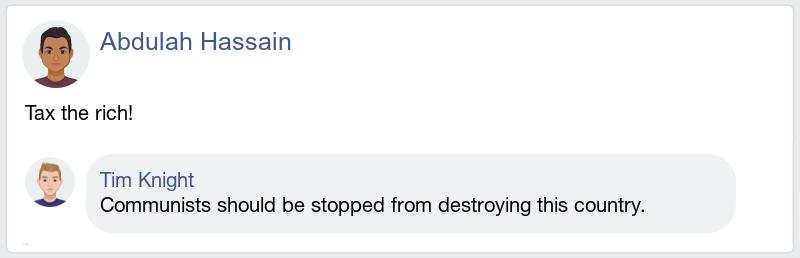 Abdulah Hassain
Tax the rich!
Tim Knight
Communists should be stopped from destroying this country.